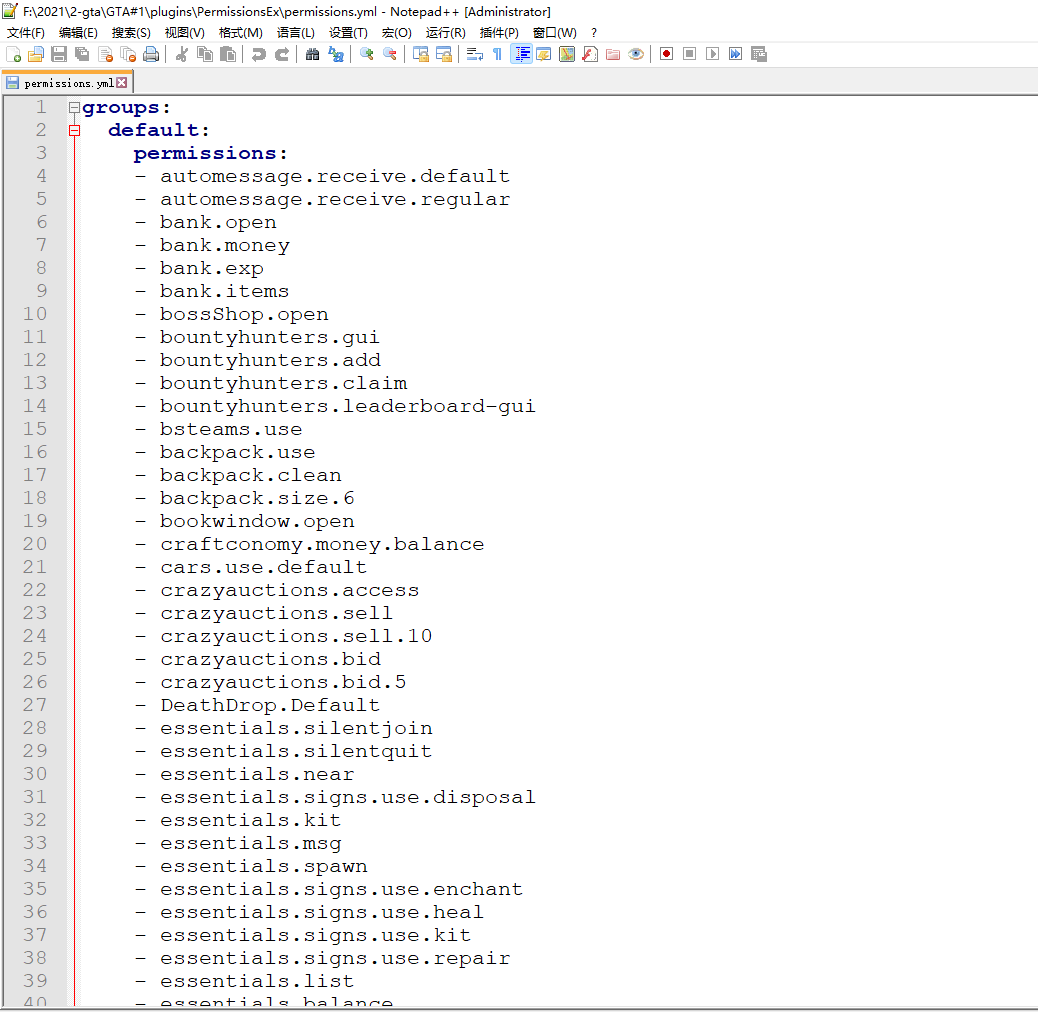 F:\2021\2-gta\GTA#1\plugins\PermissionsEx\permissions.yml - Notepad++ [Administrator]
文件(F) 编辑(E) 搜索(S) 视图(V) 格式(M) 语言(L) 设置(T) 宏(O) 运行(R) 插件(P) 窗口(W) ?
permissions.yml
1 groups:
2 default:
3 permissions:
4 - automessage.receive.default
5 - automessage.receive.regular
6 - bank.open
7 - bank.money
8 - bank.exp
9 - bank.items
10 - bossShop.open
11 - bountyhunters.gui
12 - bountyhunters.add
13 - bountyhunters.claim
14 - bountyhunters.leaderboard-gui
15 - bsteams.use
16 - backpack.use
17 - backpack.clean
18 - backpack.size.6
19 - bookwindow.open
20 - craftconomy.money.balance
21 - cars.use.default
22 - crazyauctions.access
23 - crazyauctions.sell
24 - crazyauctions.sell.10
25 - crazyauctions.bid
26 - crazyauctions.bid.5
27 - DeathDrop.Default
28 - essentials.silentjoin
29 - essentials.silentquit
30 - essentials.near
31 - essentials.signs.use.disposal
32 - essentials.kit
33 - essentials.msg
34 - essentials.spawn
35 - essentials.signs.use.enchant
36 - essentials.signs.use.heal
37 - essentials.signs.use.kit
38 - essentials.signs.use.repair
39 - essentials.list
40 - essentials.balance